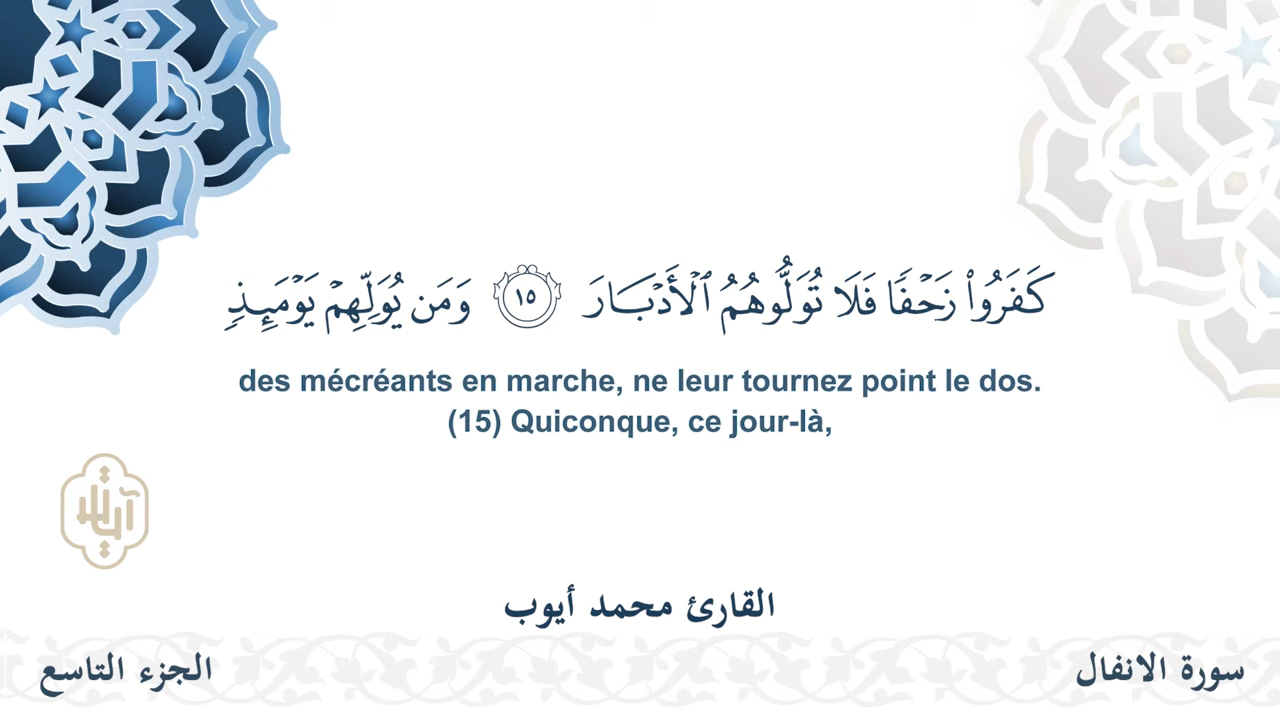 كَفَرُوا۟ زَحْفًا فَلَا تُوَلُّوهُمُ ٱلْأَدْبَارَ ١٥ وَمَن يُوَلِّهِمْ يَوْمَئِذٍ
des mécréants en marche, ne leur tournez point le dos.
(15) Quiconque, ce jour-là,
القارئ محمد أيوب
الجزء التاسع
سورة الانفال